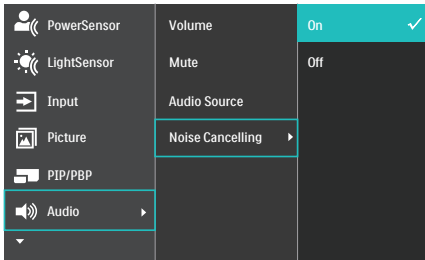 PowerSensor
LightSensor
Input
Picture
PIP/PBP
Audio
Volume
Mute
Audio Source
Noise Cancelling
On
Off